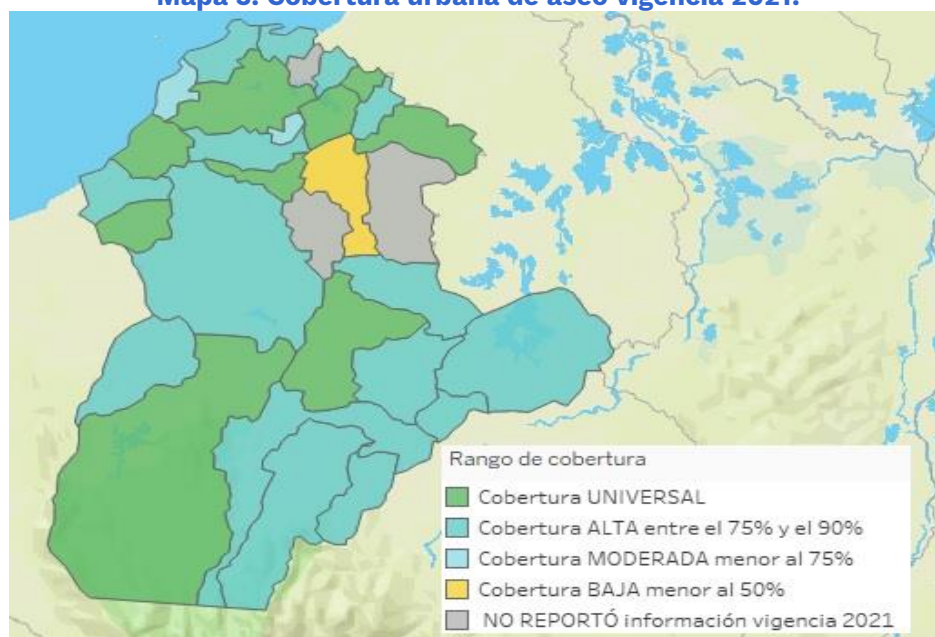 Mapa 3. Cobertura urbana de aseo vigencia 2021.
Rango de cobertura
Cobertura UNIVERSAL
Cobertura ALTA entre el 75% y el 90%
Cobertura MODERADA menor al 75%
Cobertura BAJA menor al 50%
NO REPORTÓ información vigencia 2021